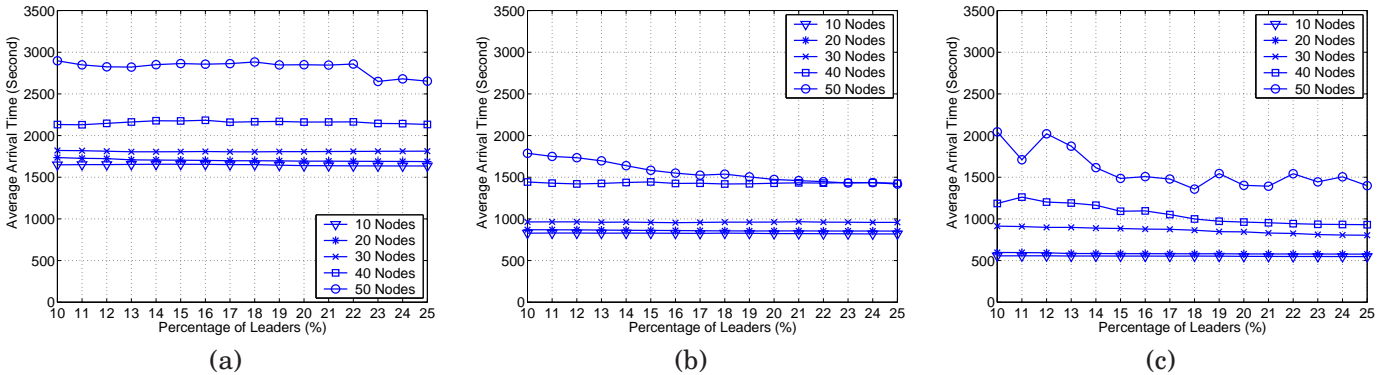 3500
3000
2500
2000
1500
1000
500
0
Average Arrival Time (Second)
10 Nodes
20 Nodes
30 Nodes
40 Nodes
50 Nodes
10 11 12 13 14 15 16 17 18 19 20 21 22 23 24 25
Percentage of Leaders (%)
(a)
3500
3000
2500
2000
1500
1000
500
0
Average Arrival Time (Second)
10 Nodes
20 Nodes
30 Nodes
40 Nodes
50 Nodes
10 11 12 13 14 15 16 17 18 19 20 21 22 23 24 25
Percentage of Leaders (%)
(b)
3500
3000
2500
2000
1500
1000
500
0
Average Arrival Time (Second)
10 Nodes
20 Nodes
30 Nodes
40 Nodes
50 Nodes
10 11 12 13 14 15 16 17 18 19 20 21 22 23 24 25
Percentage of Leaders (%)
(c)